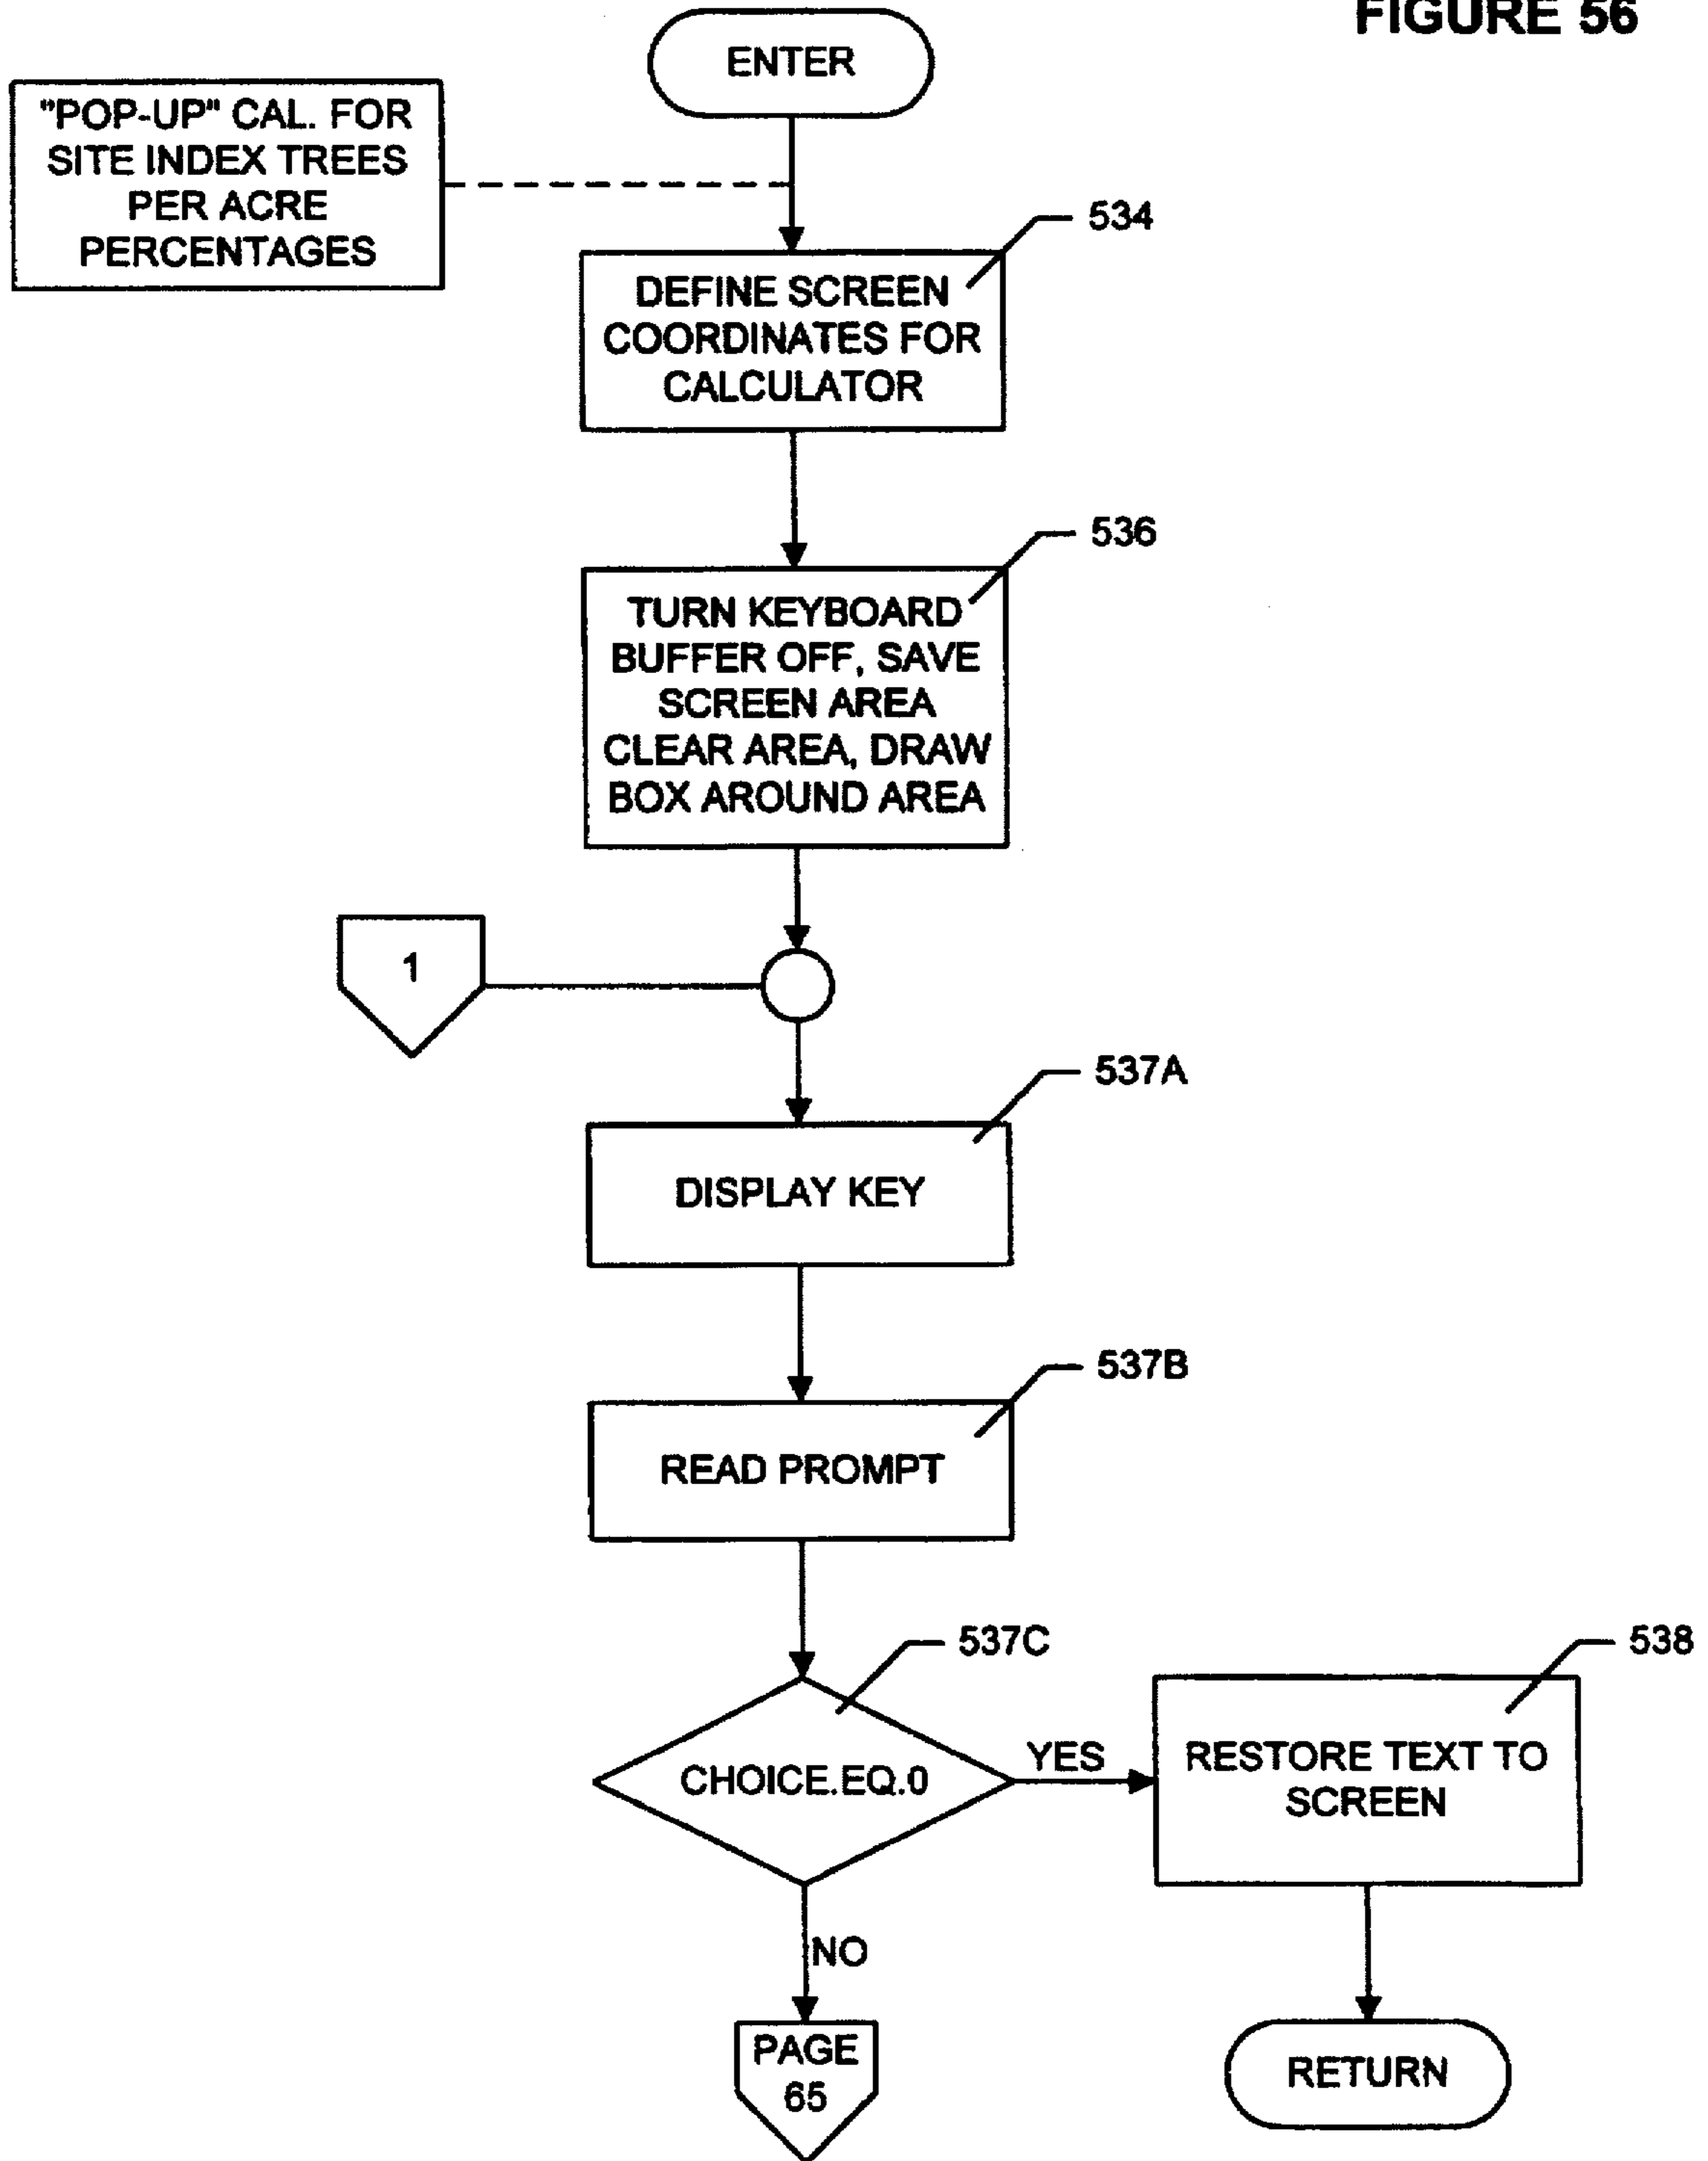 FIGURE 56
ENTER
"POP-UP" CAL. FOR
SITE INDEX TREES
PER ACRE
PERCENTAGES
534
DEFINE SCREEN
COORDINATES FOR
CALCULATOR
536
TURN KEYBOARD
BUFFER OFF, SAVE
SCREEN AREA
CLEAR AREA, DRAW
BOX AROUND AREA
1
537A
DISPLAY KEY
537B
READ PROMPT
537C
CHOICE.EQ.0
YES
538
RESTORE TEXT TO
SCREEN
NO
PAGE
65
RETURN